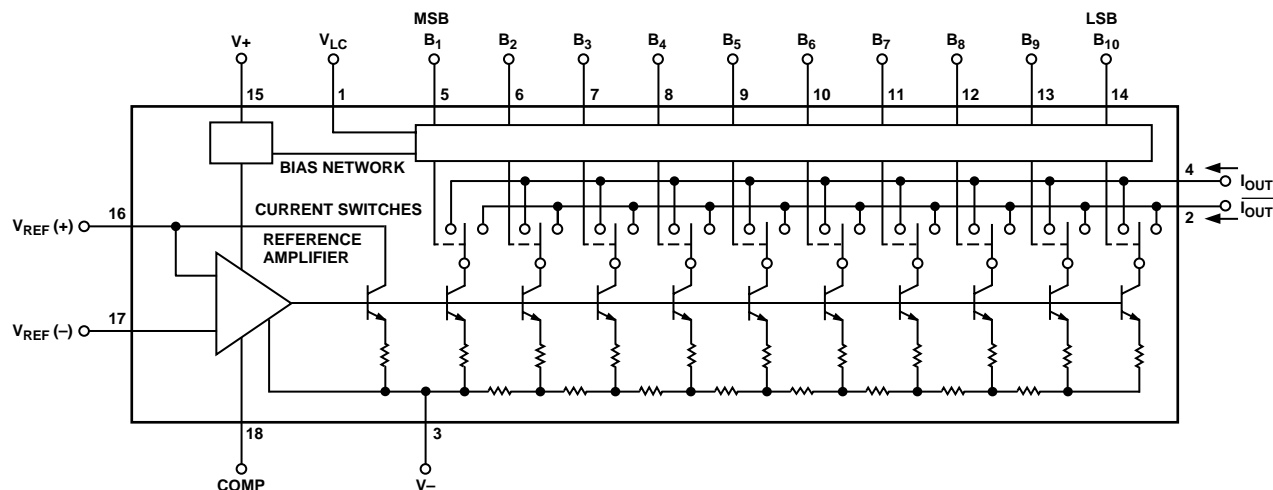 MSB LSB
V+ VLC B1 B2 B3 B4 B5 B6 B7 B8 B9 B10
15 1 5 6 7 8 9 10 11 12 13 14
BIAS NETWORK
4 IOUT
16 VREF (+)
CURRENT SWITCHES
2 IOUT
REFERENCE
AMPLIFIER
17 VREF (–)
18 3
COMP V–